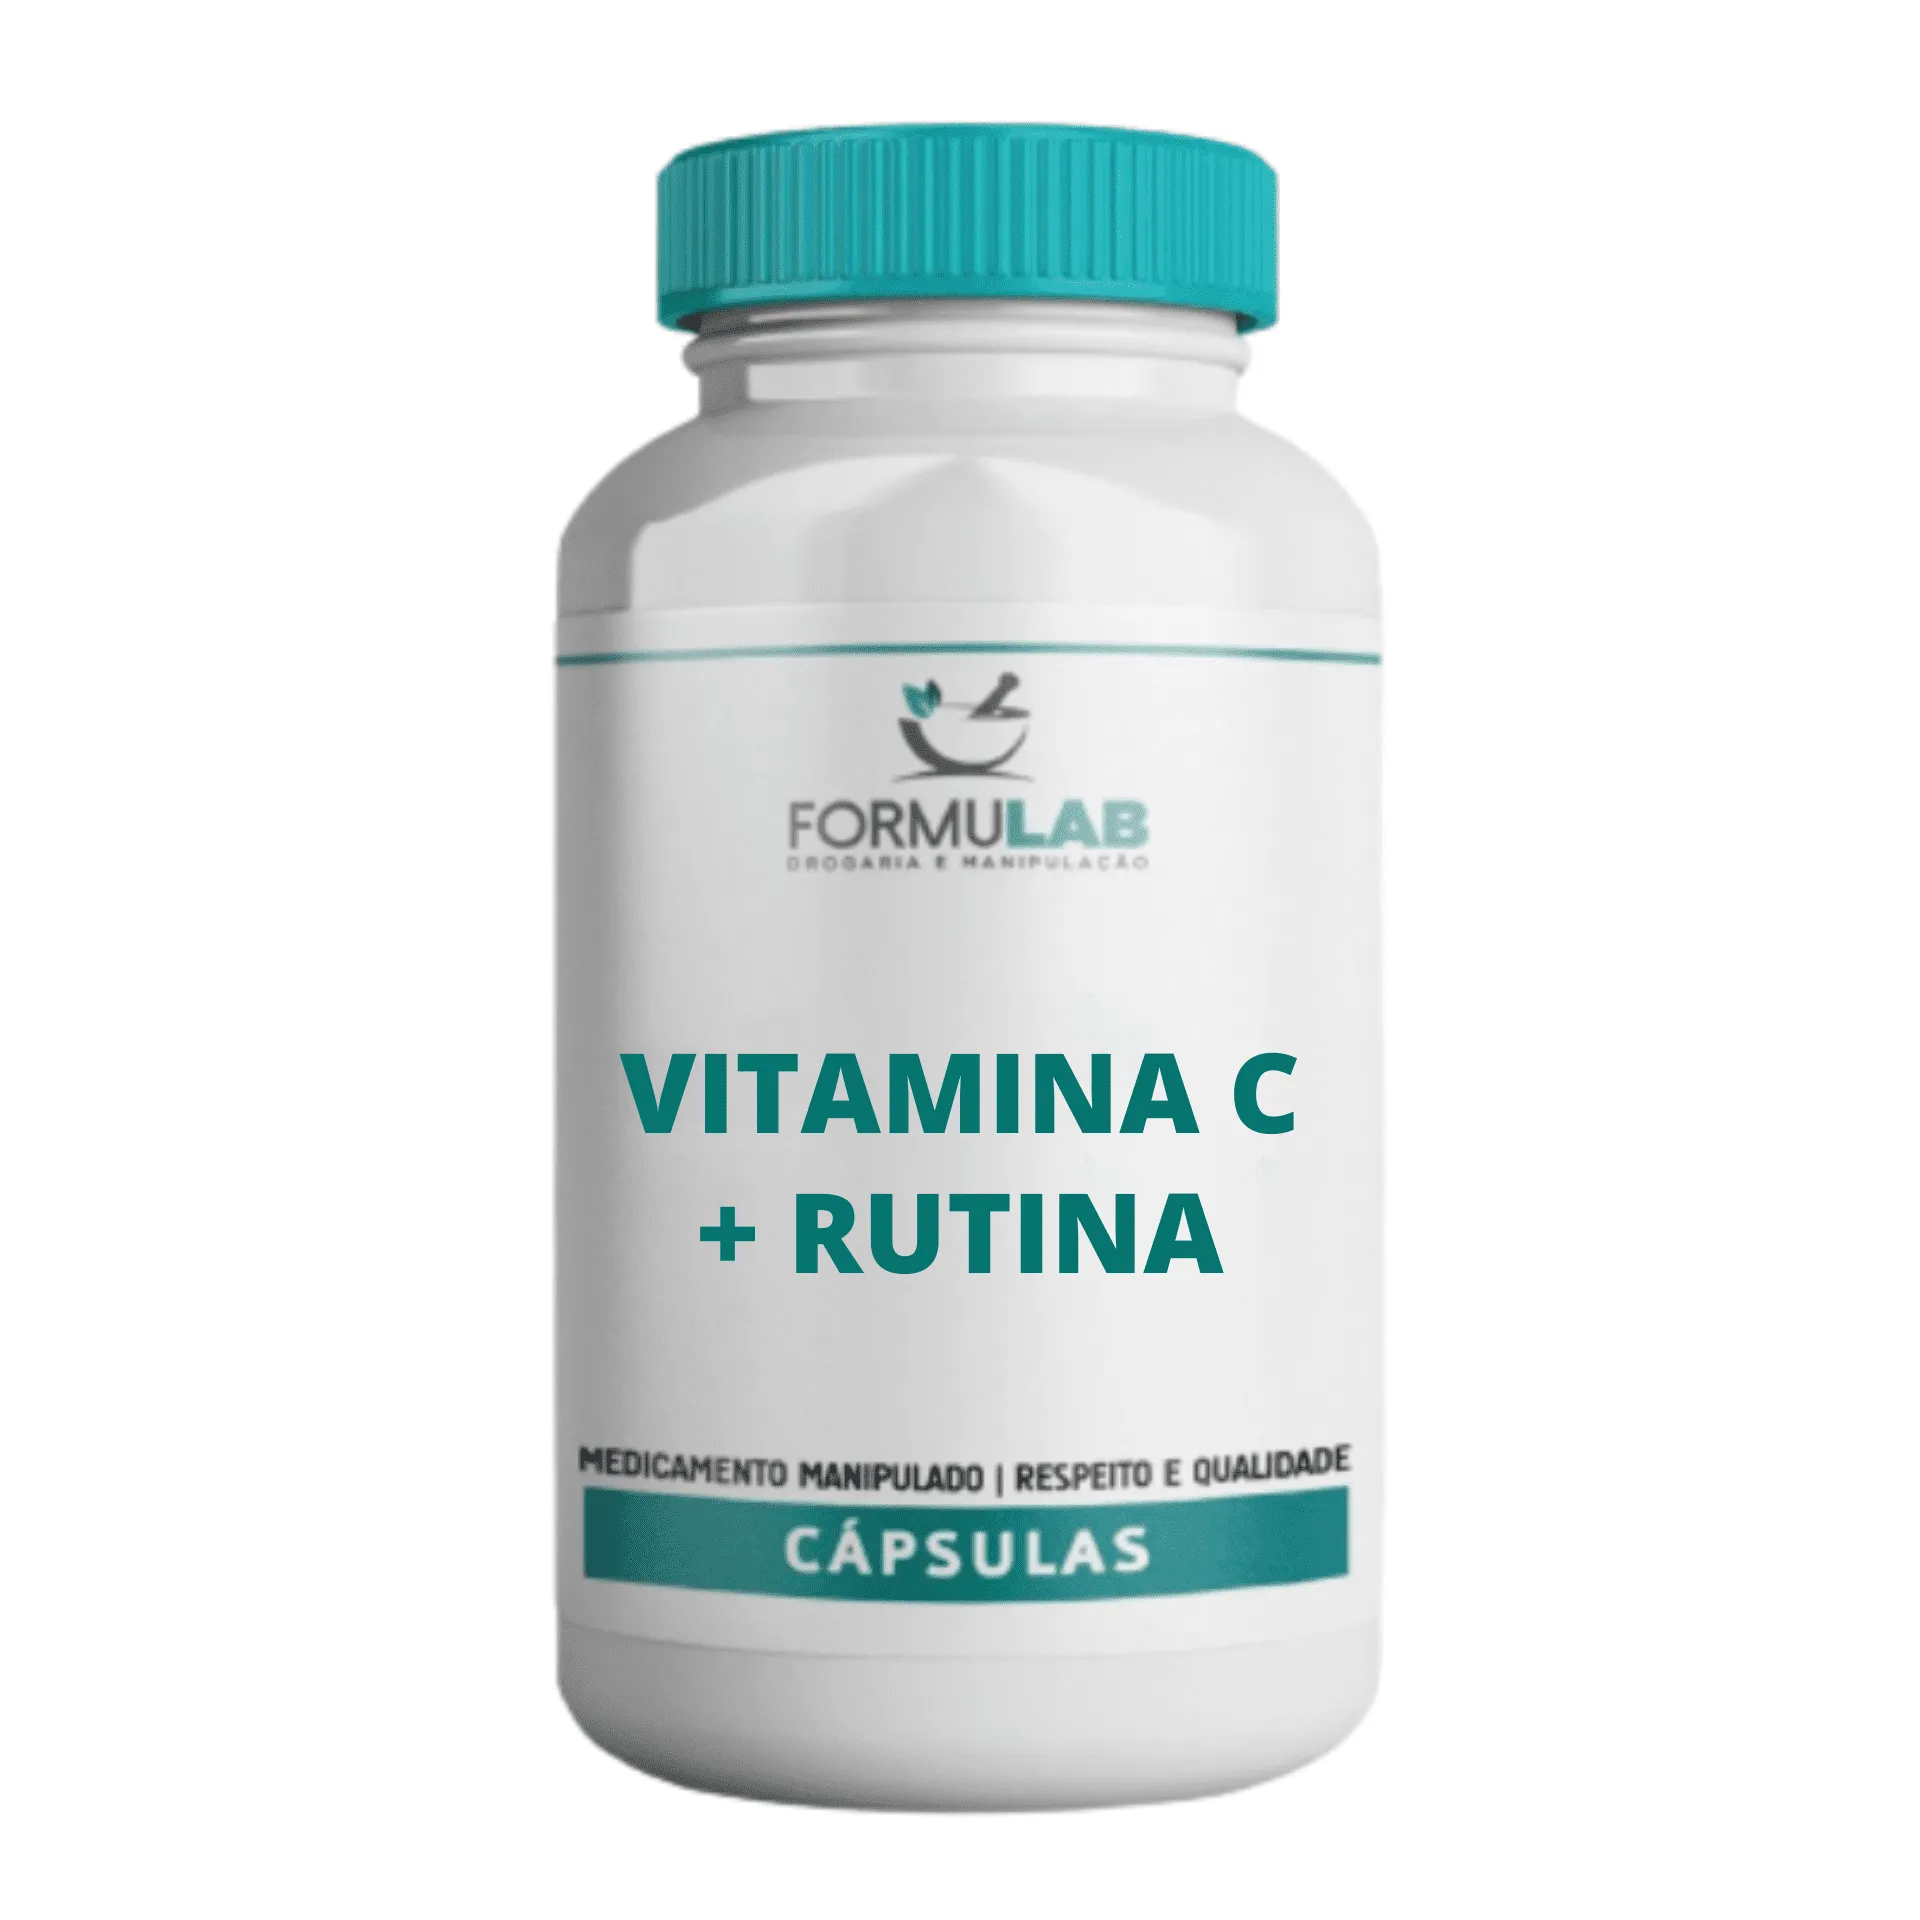 FORMULAB
DROGARIA E MANIPULAÇÃO
VITAMINA C
+ RUTINA
MEDICAMENTO MANIPULADO | RESPEITO E QUALIDADE
CÁPSULAS